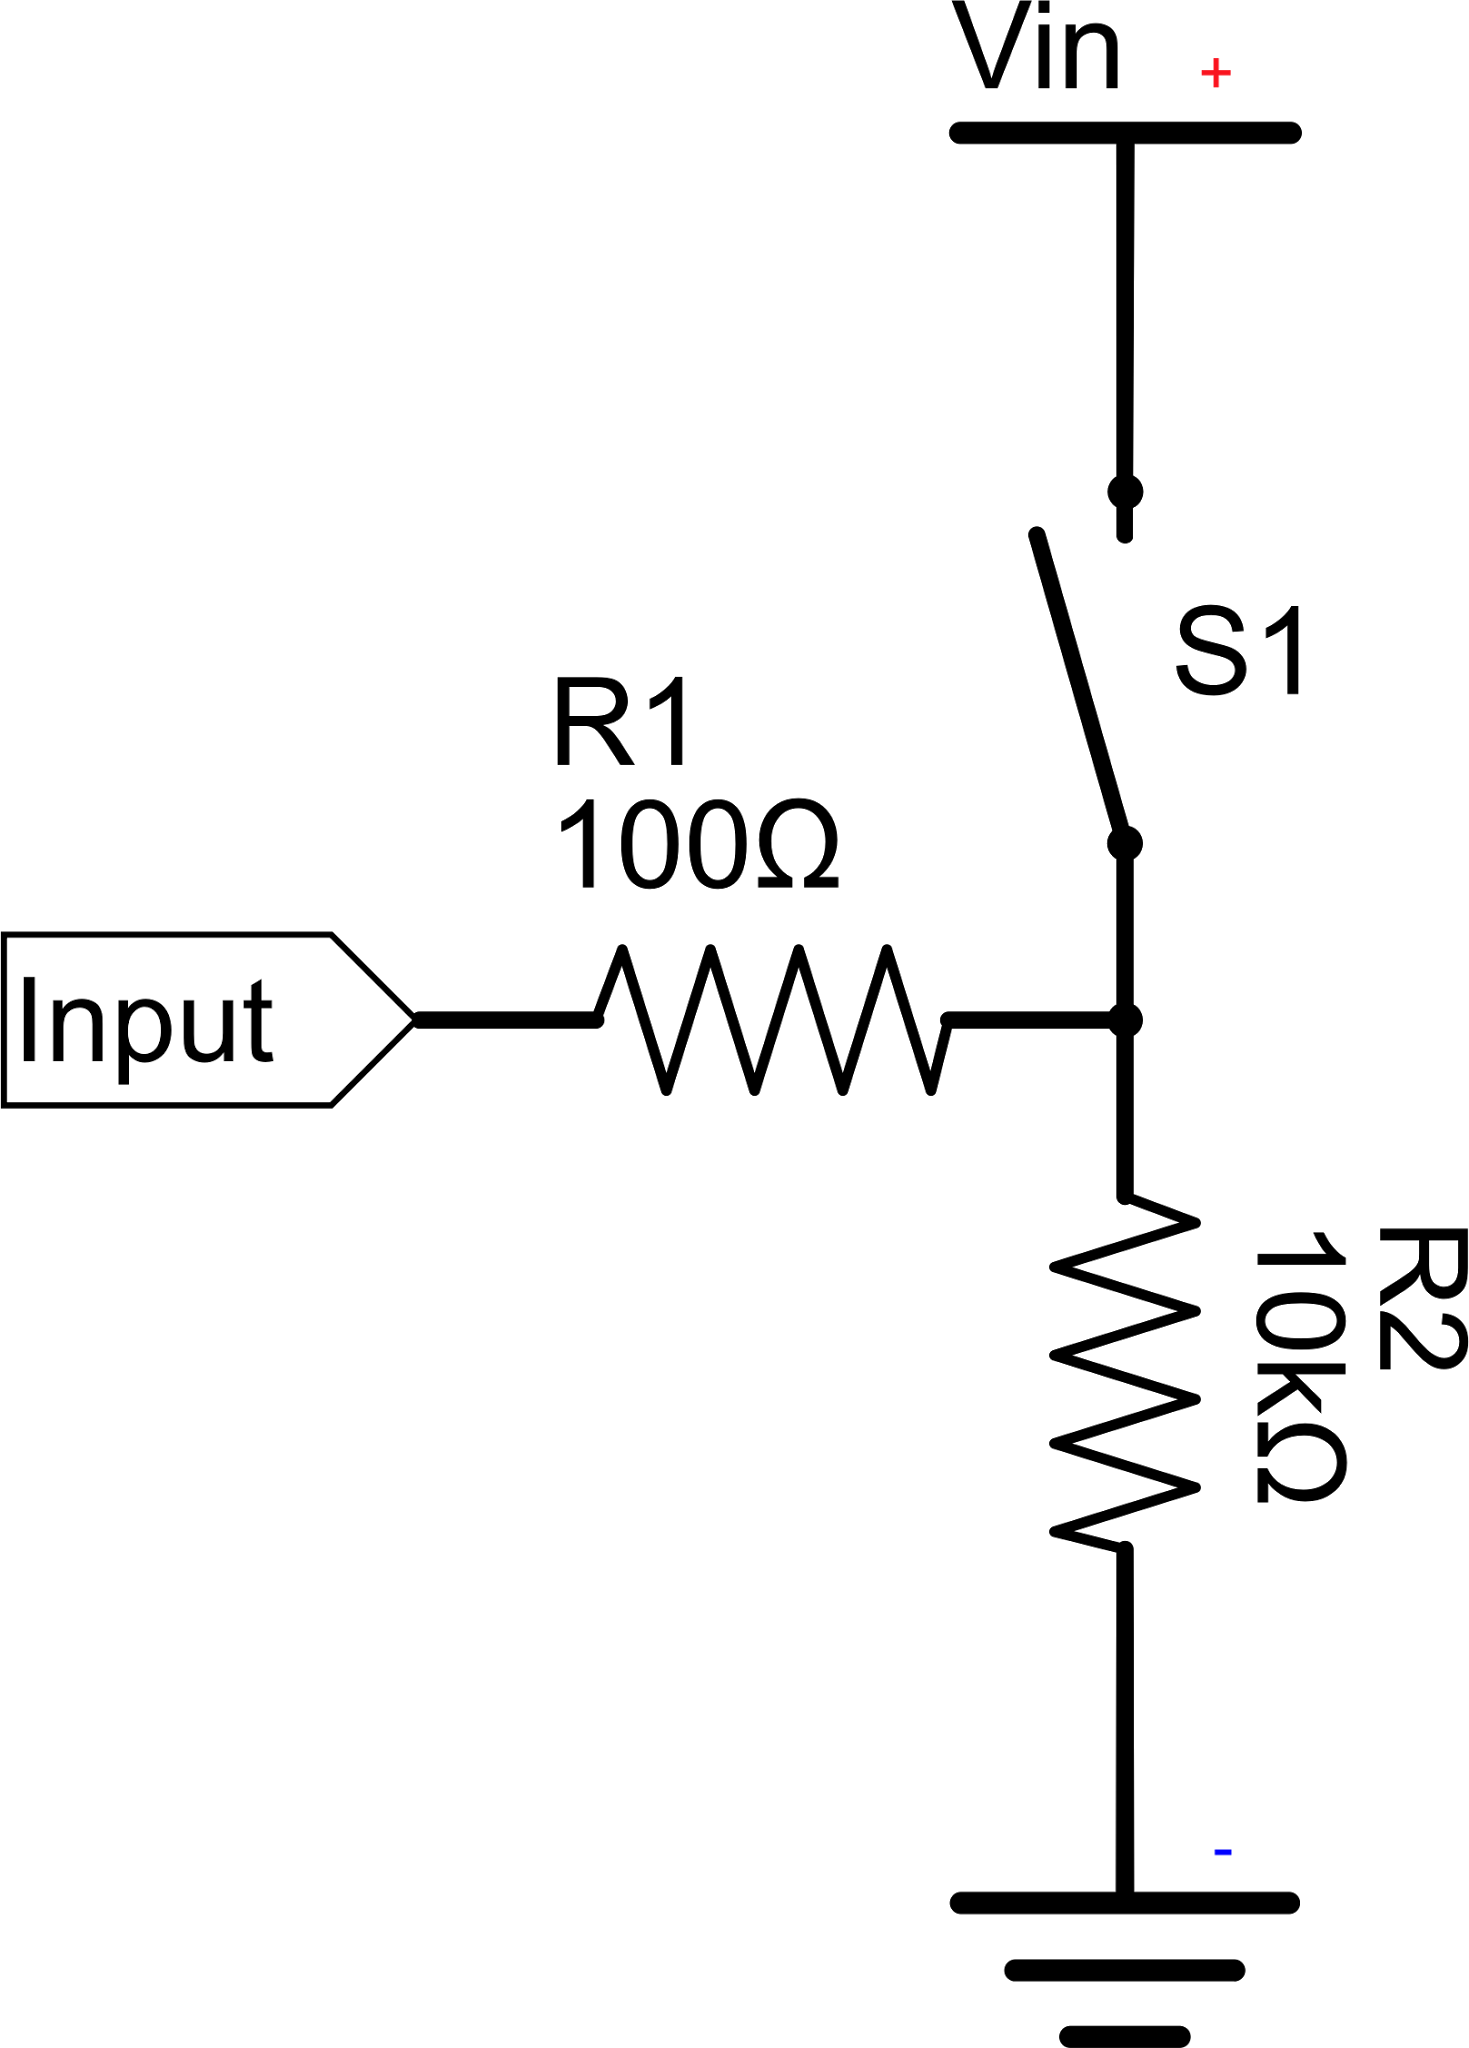 Vin +
S1
R1
100Ω
Input
R2
10kΩ
-